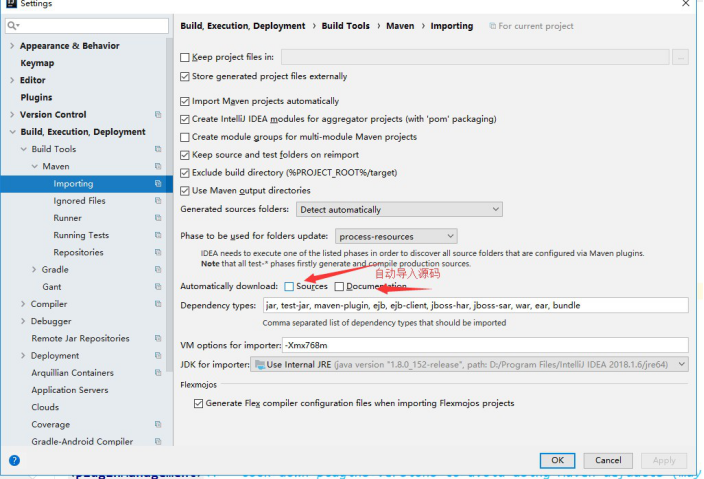 Settings
Appearance & Behavior
Keymap
Editor
Plugins
Version Control
Build, Execution, Deployment
Build Tools
Maven
Importing
Ignored Files
Runner
Running Tests
Repositories
Gradle
Gant
Compiler
Debugger
Remote Jar Repositories
Deployment
Arquillian Containers
Application Servers
Clouds
Coverage
Gradle-Android Compiler
Build, Execution, Deployment › Build Tools › Maven › Importing For current project
Keep project files in: ...
Store generated project files externally
Import Maven projects automatically
Create IntelliJ IDEA modules for aggregator projects (with 'pom' packaging)
Create module groups for multi-module Maven projects
Keep source and test folders on reimport
Exclude build directory (%PROJECT_ROOT%/target)
Use Maven output directories
Generated sources folders: Detect automatically
Phase to be used for folders update: process-resources
IDEA needs to execute one of the listed phases in order to discover all source folders that are configured via Maven plugins.
Note that all test-* phases firstly generate and compile production sources.
自动导入源码
Automatically download: Sources Documentation
Dependency types: jar, test-jar, maven-plugin, ejb, ejb-client, jboss-har, jboss-sar, war, ear, bundle
Comma separated list of dependency types that should be imported
VM options for importer: -Xmx768m
JDK for importer: Use Internal JRE (java version "1.8.0_152-release", path: D:/Program Files/IntelliJ IDEA 2018.1.6/jre64)
Flexmojos
Generate Flex compiler configuration files when importing Flexmojos projects
? OK Cancel Apply